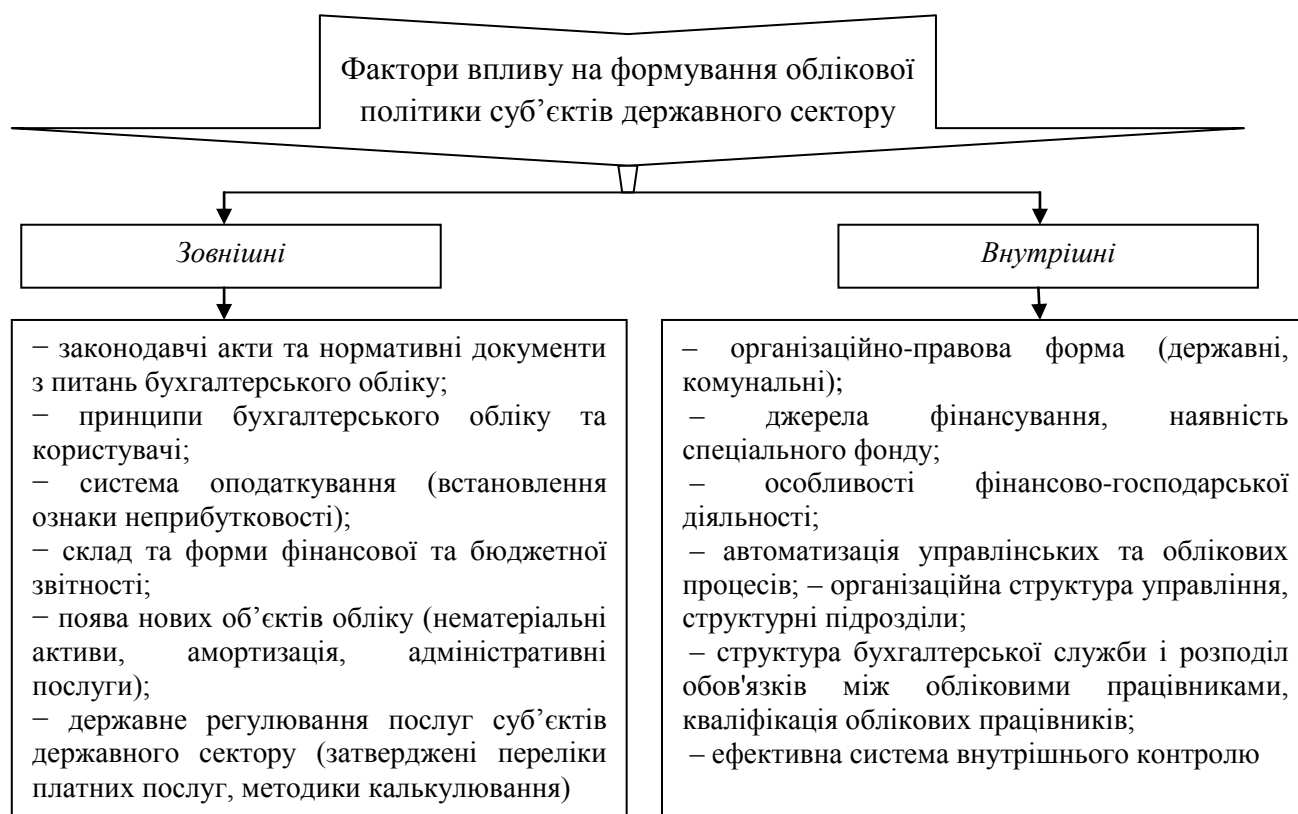 Фактори впливу на формування облікової
політики суб’єктів державного сектору
Зовнішні
− законодавчі акти та нормативні документи
з питань бухгалтерського обліку;
− принципи бухгалтерського обліку та
користувачі;
− система оподаткування (встановлення
ознаки неприбутковості);
− склад та форми фінансової та бюджетної
звітності;
− поява нових об’єктів обліку (нематеріальні
активи, амортизація, адміністративні
послуги);
− державне регулювання послуг суб’єктів
державного сектору (затверджені переліки
платних послуг, методики калькулювання)
Внутрішні
– організаційно-правова форма (державні,
комунальні);
– джерела фінансування, наявність
спеціального фонду;
– особливості фінансово-господарської
діяльності;
– автоматизація управлінських та облікових
процесів; – організаційна структура управління,
структурні підрозділи;
– структура бухгалтерської служби і розподіл
обов'язків між обліковими працівниками,
кваліфікація облікових працівників;
– ефективна система внутрішнього контролю